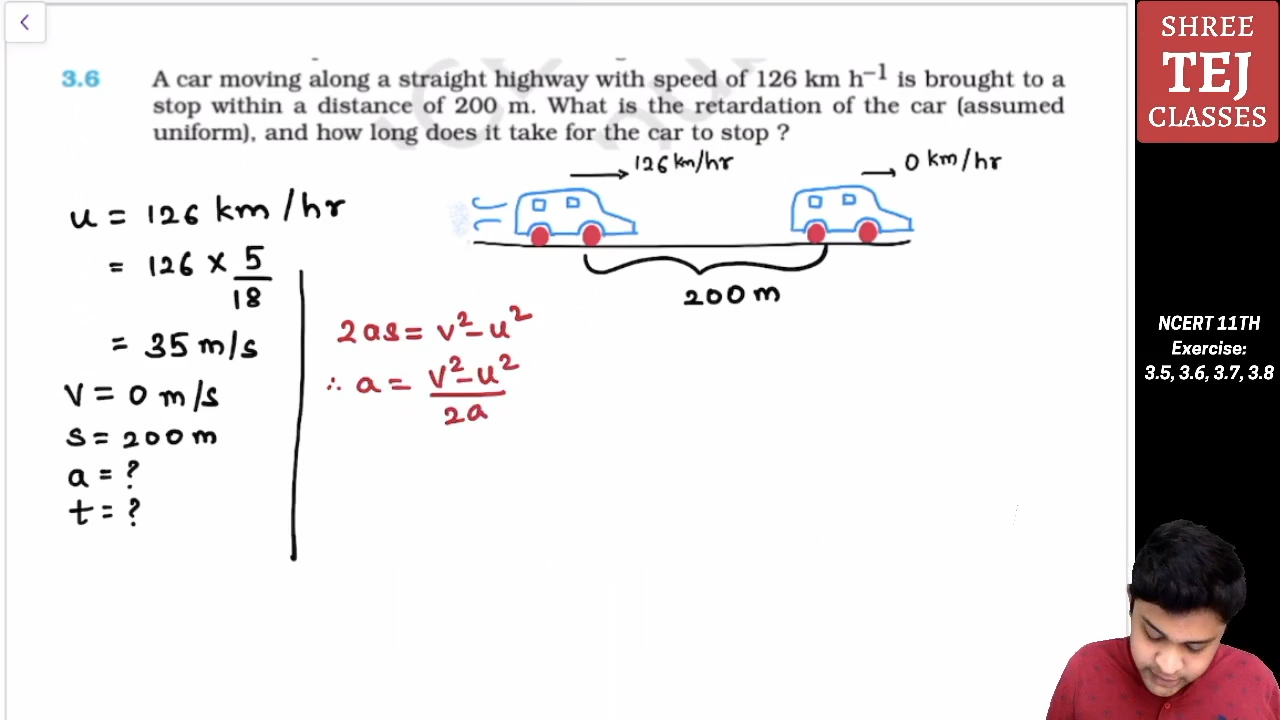 3.6 A car moving along a straight highway with speed of 126 km h⁻¹ is brought to a
stop within a distance of 200 m. What is the retardation of the car (assumed
uniform), and how long does it take for the car to stop ?
126 km/hr
0 km/hr
200 m
u = 126 km/hr
= 126 × 5/18
= 35 m/s
v = 0 m/s
s = 200 m
a = ?
t = ?
2as = v² - u²
∴ a = v² - u² / 2a
SHREE
TEJ
CLASSES
NCERT 11TH
Exercise:
3.5, 3.6, 3.7, 3.8